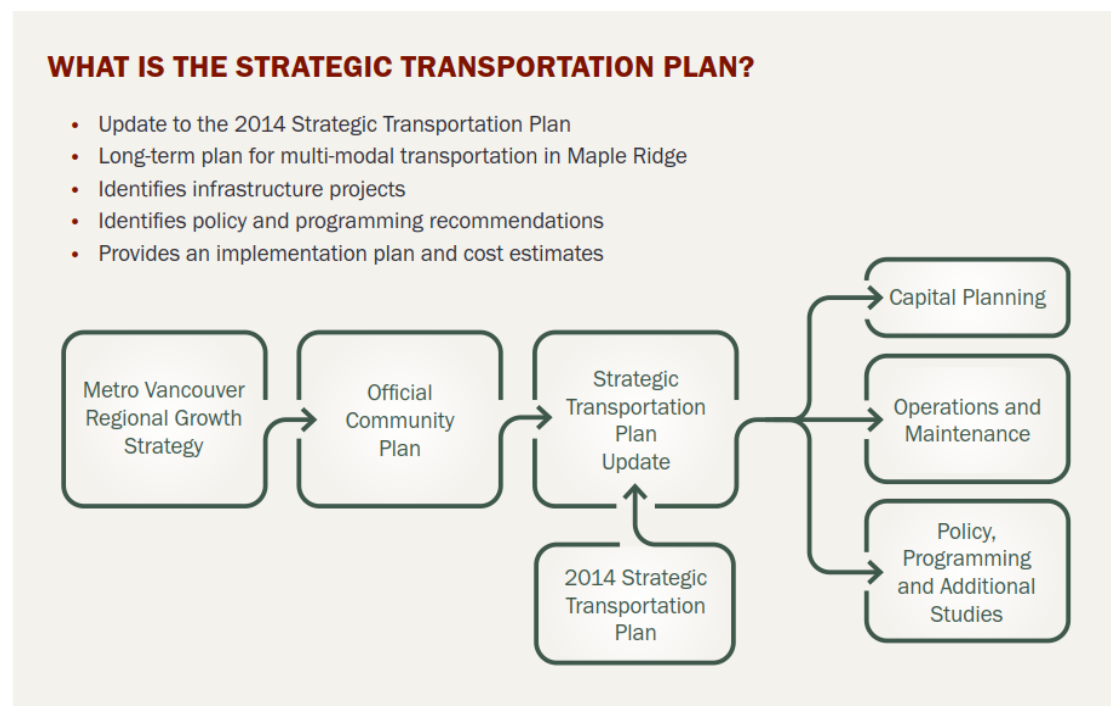 WHAT IS THE STRATEGIC TRANSPORTATION PLAN?
• Update to the 2014 Strategic Transportation Plan
• Long-term plan for multi-modal transportation in Maple Ridge
• Identifies infrastructure projects
• Identifies policy and programming recommendations
• Provides an implementation plan and cost estimates
Metro Vancouver
Regional Growth
Strategy
Official
Community
Plan
Strategic
Transportation
Plan
Update
2014 Strategic
Transportation
Plan
Capital Planning
Operations and
Maintenance
Policy,
Programming
and Additional
Studies